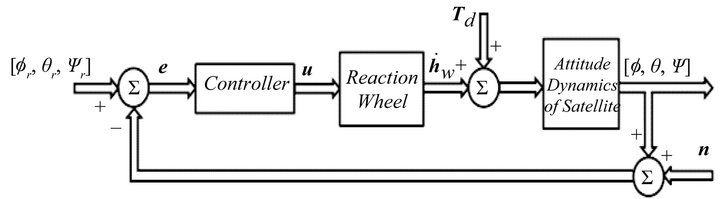 T_d
+
[ϕ_r, θ_r, Ψ_r]
e
u
ḣ_w
+
[ϕ, θ, Ψ]
Σ
Controller
Reaction
Wheel
Σ
Attitude
Dynamics
of Satellite
+
−
+
+
n
Σ